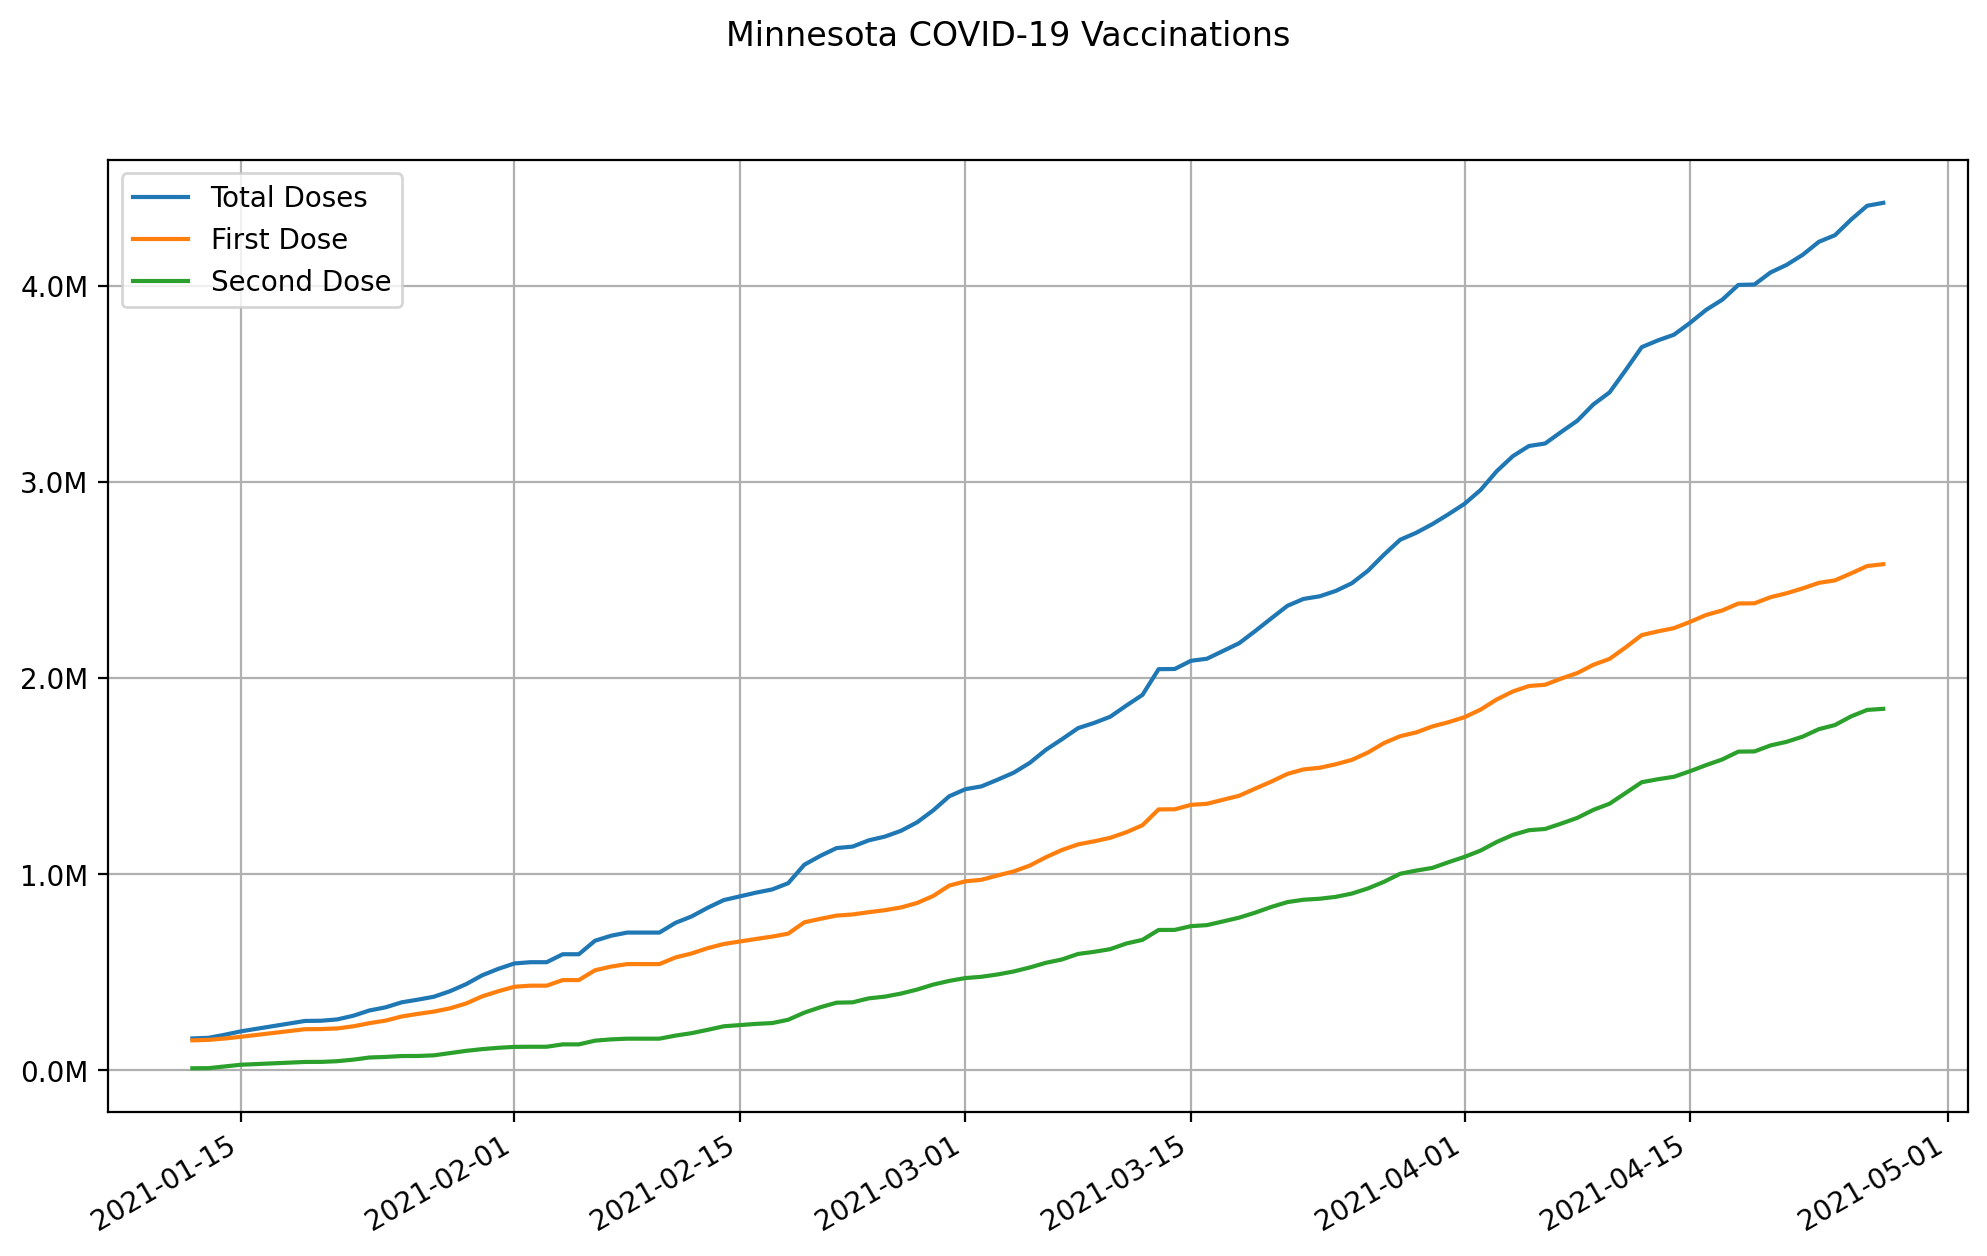 Minnesota COVID-19 Vaccinations
Total Doses
First Dose
Second Dose
4.0M
3.0M
2.0M
1.0M
0.0M
2021-01-15
2021-02-01
2021-02-15
2021-03-01
2021-03-15
2021-04-01
2021-04-15
2021-05-01